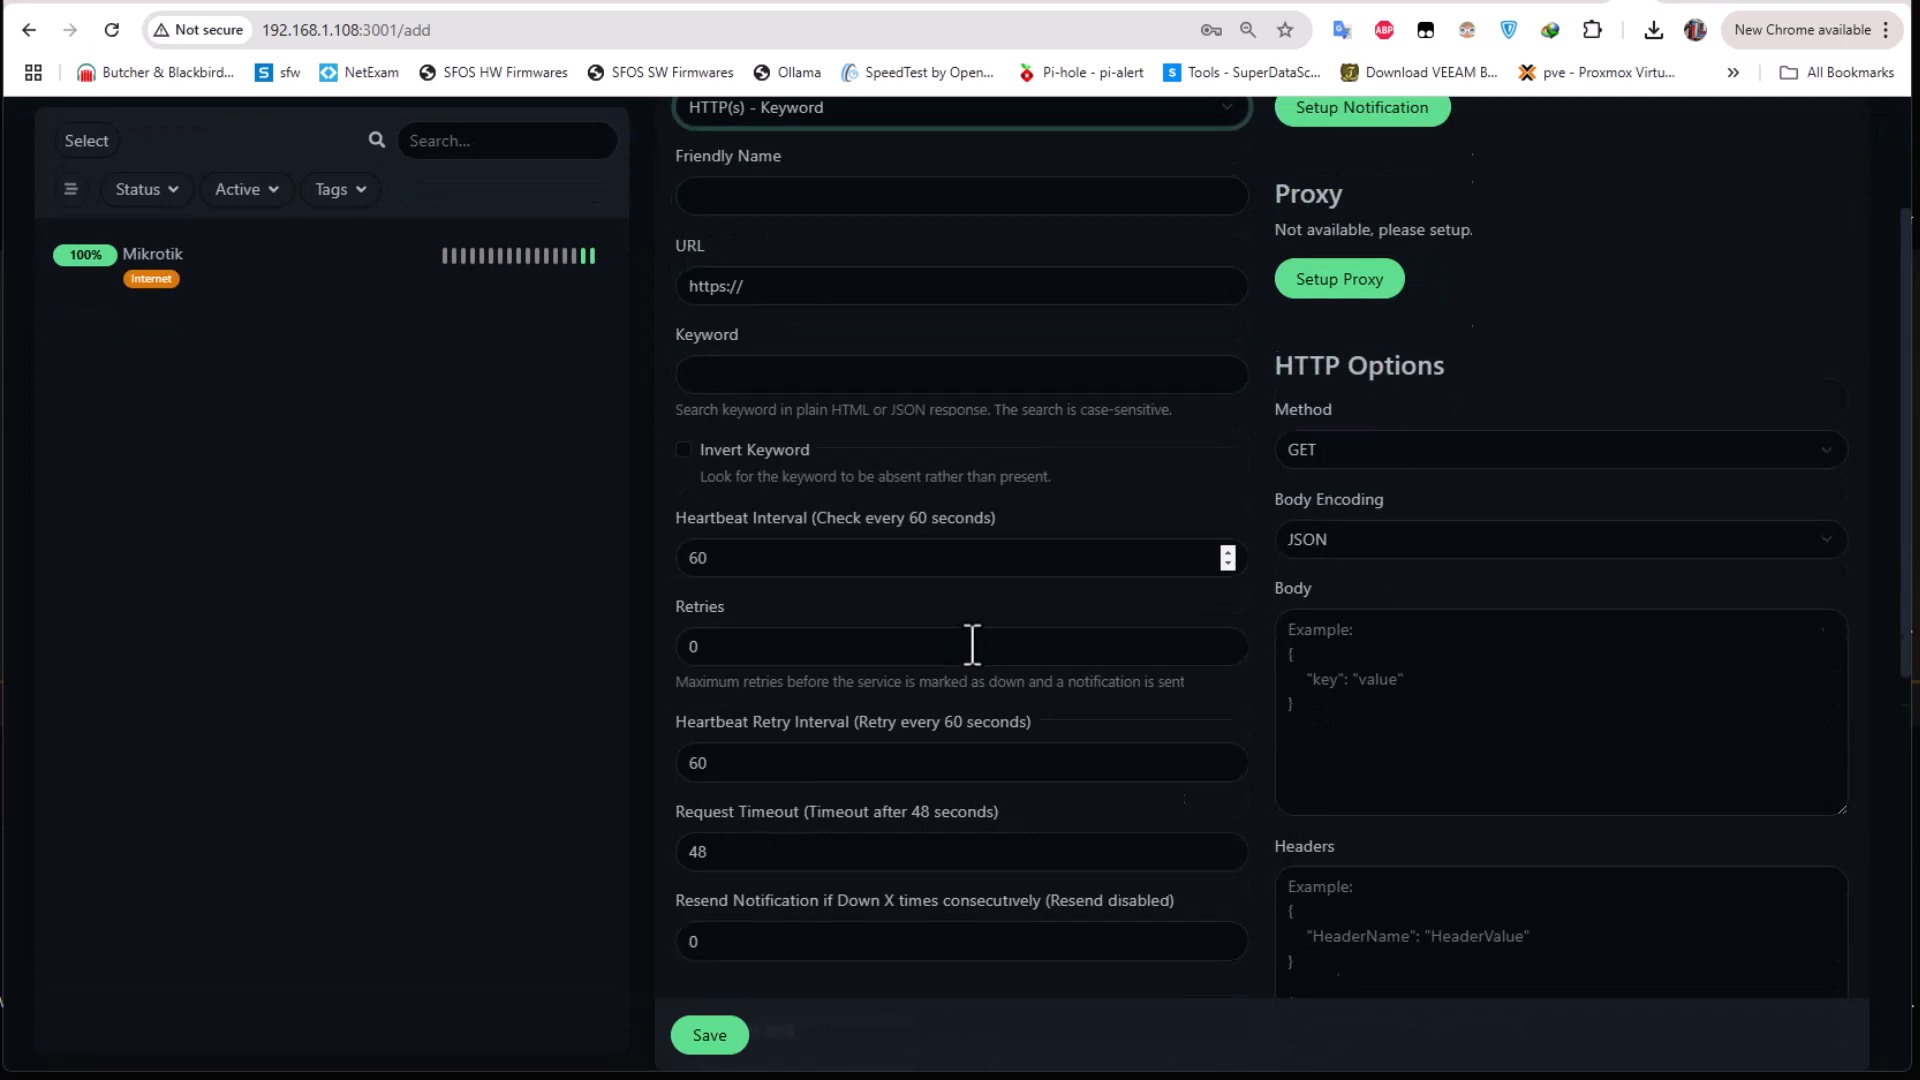 Not secure 192.168.1.108:3001/add New Chrome available
Butcher & Blackbird... sfw NetExam SFOS HW Firmwares SFOS SW Firmwares Ollama SpeedTest by Open... Pi-hole - pi-alert Tools - SuperDataSc... Download VEEAM B... pve - Proxmox Virtu... » All Bookmarks
Select Search...
Status Active Tags
100% Mikrotik
Internet
HTTP(s) - Keyword
Friendly Name
URL
https://
Keyword
Search keyword in plain HTML or JSON response. The search is case-sensitive.
Invert Keyword
Look for the keyword to be absent rather than present.
Heartbeat Interval (Check every 60 seconds)
60
Retries
0
Maximum retries before the service is marked as down and a notification is sent
Heartbeat Retry Interval (Retry every 60 seconds)
60
Request Timeout (Timeout after 48 seconds)
48
Resend Notification if Down X times consecutively (Resend disabled)
0
Save
Setup Notification
Proxy
Not available, please setup.
Setup Proxy
HTTP Options
Method
GET
Body Encoding
JSON
Body
Example:
{
"key": "value"
}
Headers
Example:
{
"HeaderName": "HeaderValue"
}
ABP